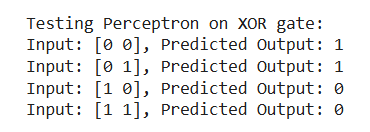 Testing Perceptron on XOR gate:
Input: [0 0], Predicted Output: 1
Input: [0 1], Predicted Output: 1
Input: [1 0], Predicted Output: 0
Input: [1 1], Predicted Output: 0